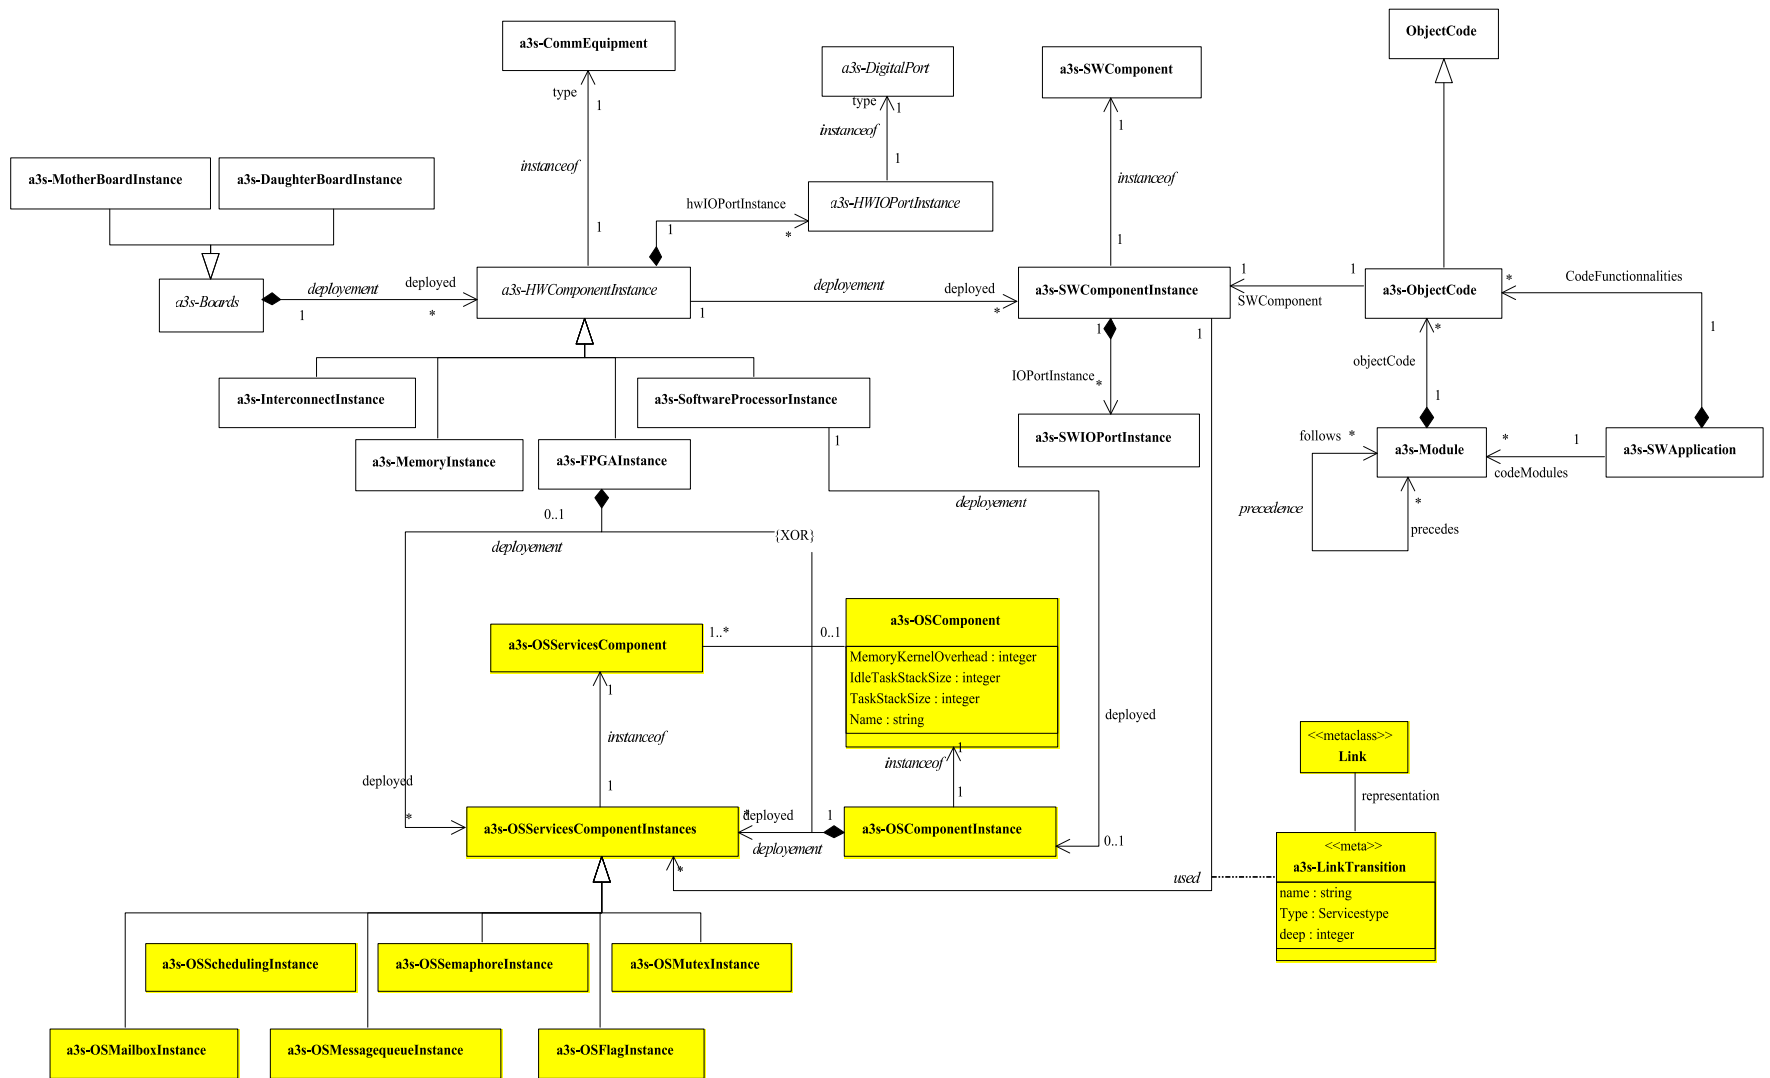 ObjectCode
a3s-CommEquipment
a3s-DigitalPort
a3s-SWComponent
type
1
type
1
1
instanceof
instanceof
1
instanceof
a3s-MotherBoardInstance
a3s-DaughterBoardInstance
a3s-HWIOPortInstance
hwIOPortInstance
1
*
1
1
a3s-Boards
deployement
deployed
1
*
a3s-HWComponentInstance
1
deployement
deployed
*
a3s-SWComponentInstance
1
1
SWComponent
a3s-ObjectCode
*
CodeFunctionnalities
1
1
1
*
objectCode
1
IOPortInstance
*
a3s-InterconnectInstance
a3s-SoftwareProcessorInstance
a3s-SWIOPortInstance
1
a3s-MemoryInstance
a3s-FPGAInstance
follows
*
a3s-Module
*
1
codeModules
a3s-SWApplication
precedence
*
precedes
0..1
deployement
{XOR}
deployement
a3s-OSServicesComponent
1..*
0..1
a3s-OSComponent
MemoryKernelOverhead : integer
IdleTaskStackSize : integer
TaskStackSize : integer
Name : string
1
instanceof
1
deployed
1
instanceof
1
<<metaclass>>
Link
representation
deployed
*
a3s-OSServicesComponentInstances
*
deployed
1
deployement
a3s-OSComponentInstance
0..1
*
used
<<meta>>
a3s-LinkTransition
name : string
Type : Servicestype
deep : integer
a3s-OSSchedulingInstance
a3s-OSSemaphoreInstance
a3s-OSMutexInstance
a3s-OSMailboxInstance
a3s-OSMessagequeueInstance
a3s-OSFlagInstance